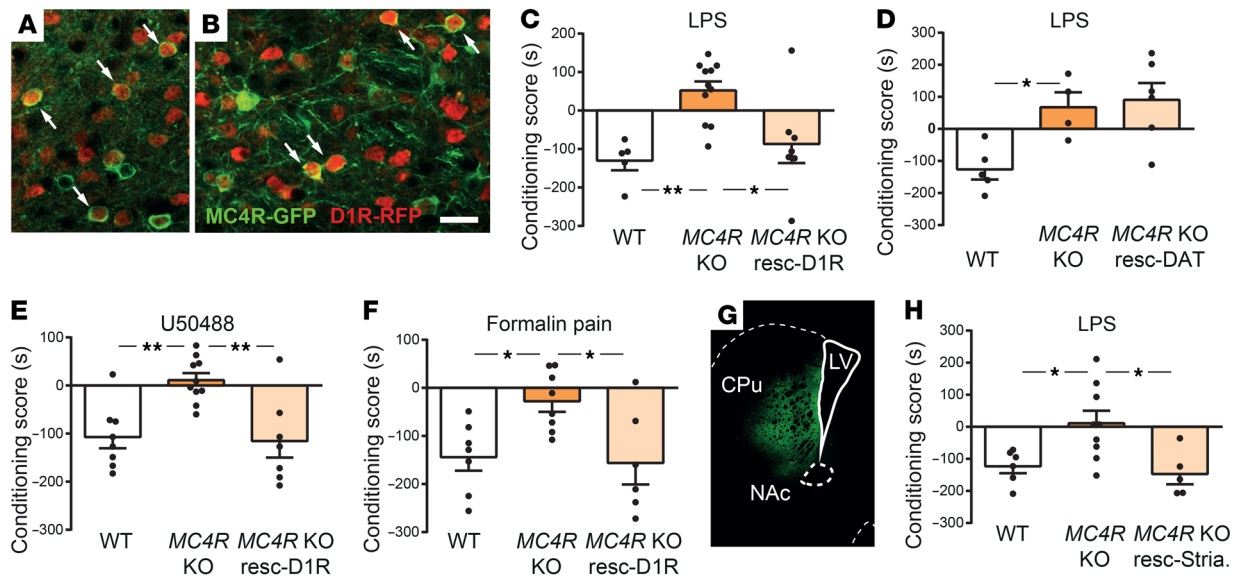 A
B
MC4R-GFP D1R-RFP
C
LPS
Conditioning score (s)
200
100
0
−100
−200
−300
**
*
WT
MC4R KO
MC4R KO resc-D1R
D
LPS
Conditioning score (s)
300
200
100
0
−100
−200
−300
*
WT
MC4R KO
MC4R KO resc-DAT
E
U50488
Conditioning score (s)
100
0
−100
−200
−300
**
**
WT
MC4R KO
MC4R KO resc-D1R
F
Formalin pain
Conditioning score (s)
100
0
−100
−200
−300
*
*
WT
MC4R KO
MC4R KO resc-D1R
G
LV
CPu
NAc
H
LPS
Conditioning score (s)
300
200
100
0
−100
−200
−300
*
*
WT
MC4R KO
MC4R KO resc-Stria.